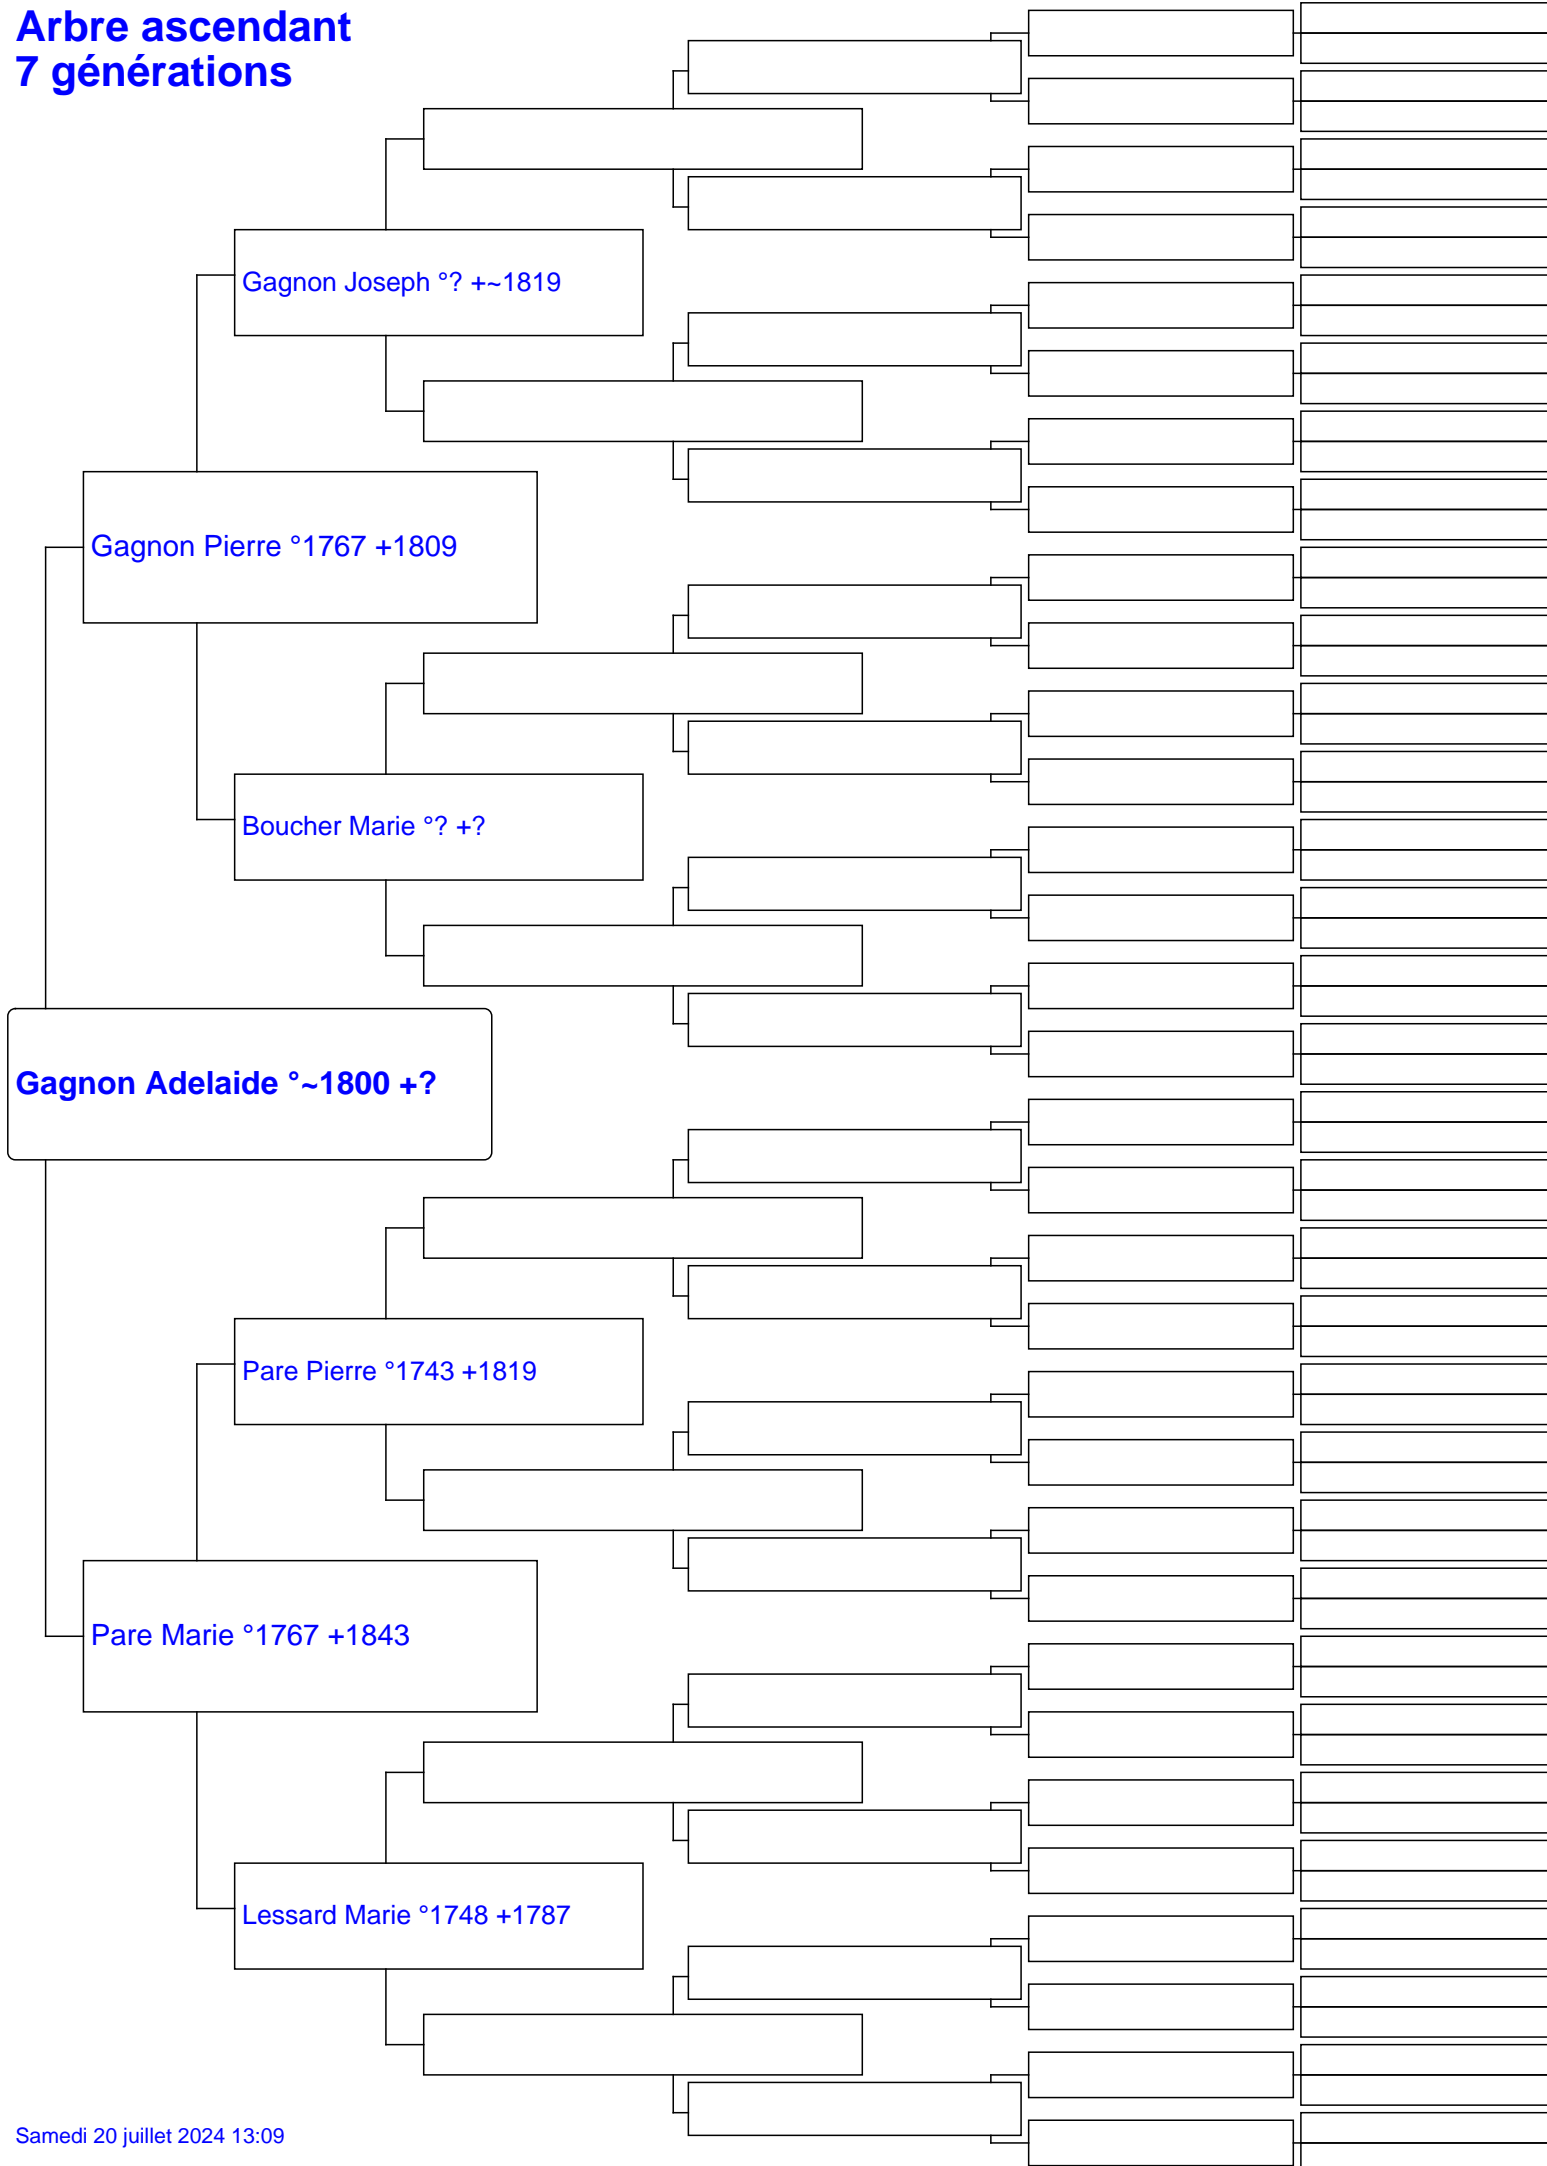 Arbre ascendant
7 générations
Gagnon Joseph °? +~1819
Gagnon Pierre °1767 +1809
Boucher Marie °? +?
Gagnon Adelaide °~1800 +?
Pare Pierre °1743 +1819
Pare Marie °1767 +1843
Lessard Marie °1748 +1787
Samedi 20 juillet 2024 13:09